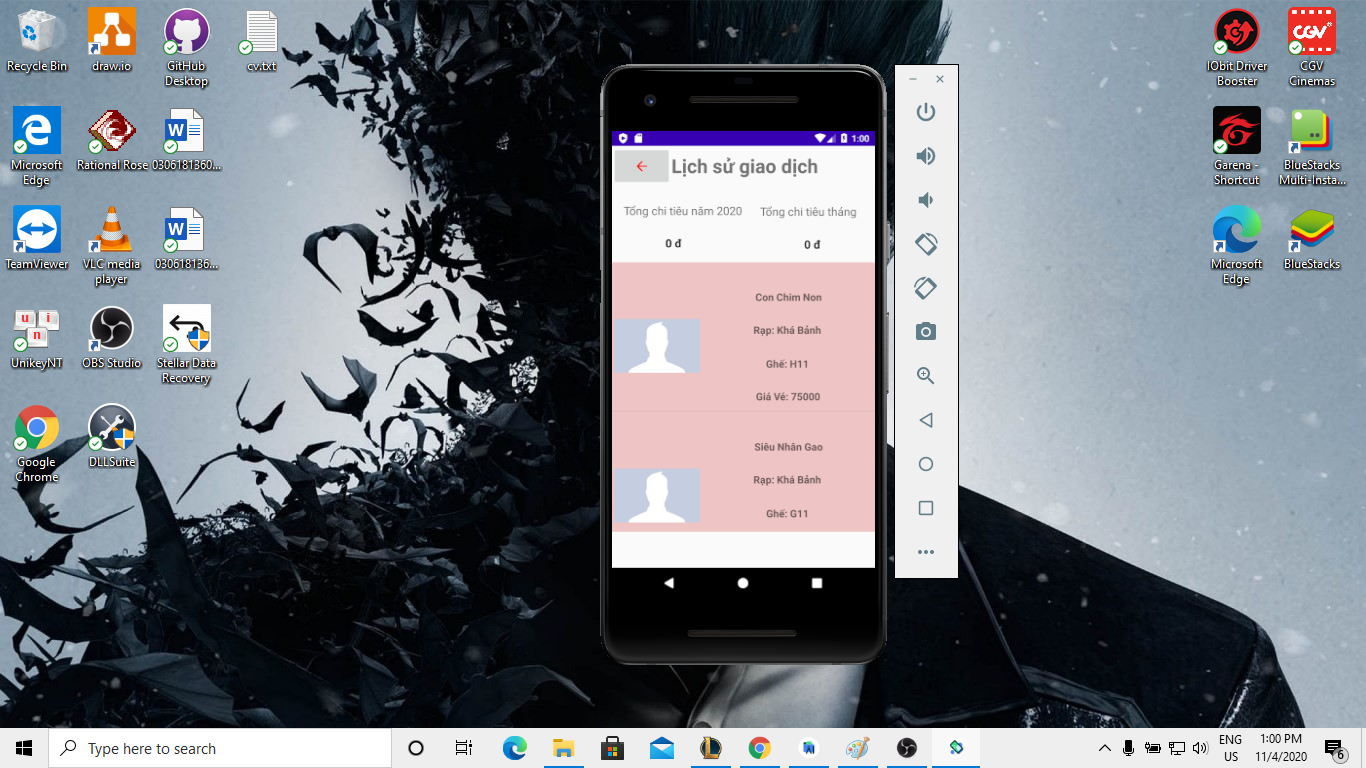 Recycle Bin
draw.io
GitHub
Desktop
cv.txt
IObit Driver
Booster
CGV
CGV
Cinemas
Microsoft
Edge
Rational Rose
0306181360...
Garena -
Shortcut
BlueStacks
Multi-Insta...
TeamViewer
VLC media
player
030618136...
Microsoft
Edge
BlueStacks
u i
n
UnikeyNT
OBS Studio
Stellar Data
Recovery
Google
Chrome
DLLSuite
1:00
Lịch sử giao dịch
Tổng chi tiêu năm 2020
Tổng chi tiêu tháng
0 đ
0 đ
Con Chim Non
Rạp: Khá Bảnh
Ghế: H11
Giá Vé: 75000
Siêu Nhân Gao
Rạp: Khá Bảnh
Ghế: G11
Type here to search
ENG
US
1:00 PM
11/4/2020
6